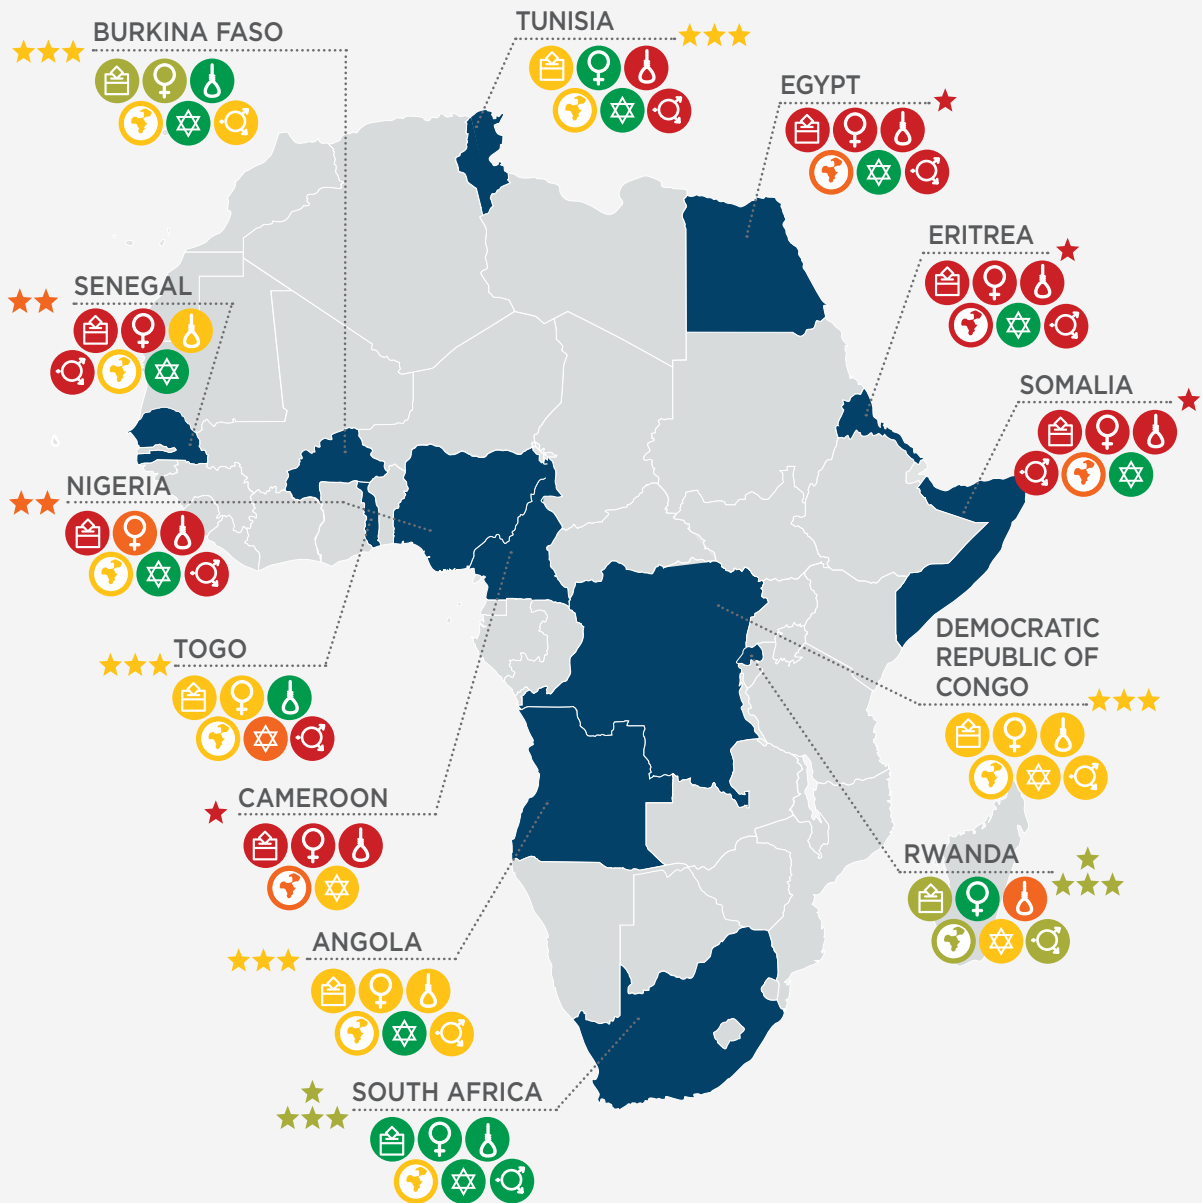 BURKINA FASO
TUNISIA
EGYPT
ERITREA
SENEGAL
SOMALIA
NIGERIA
DEMOCRATIC
REPUBLIC OF
CONGO
TOGO
CAMEROON
RWANDA
ANGOLA
SOUTH AFRICA